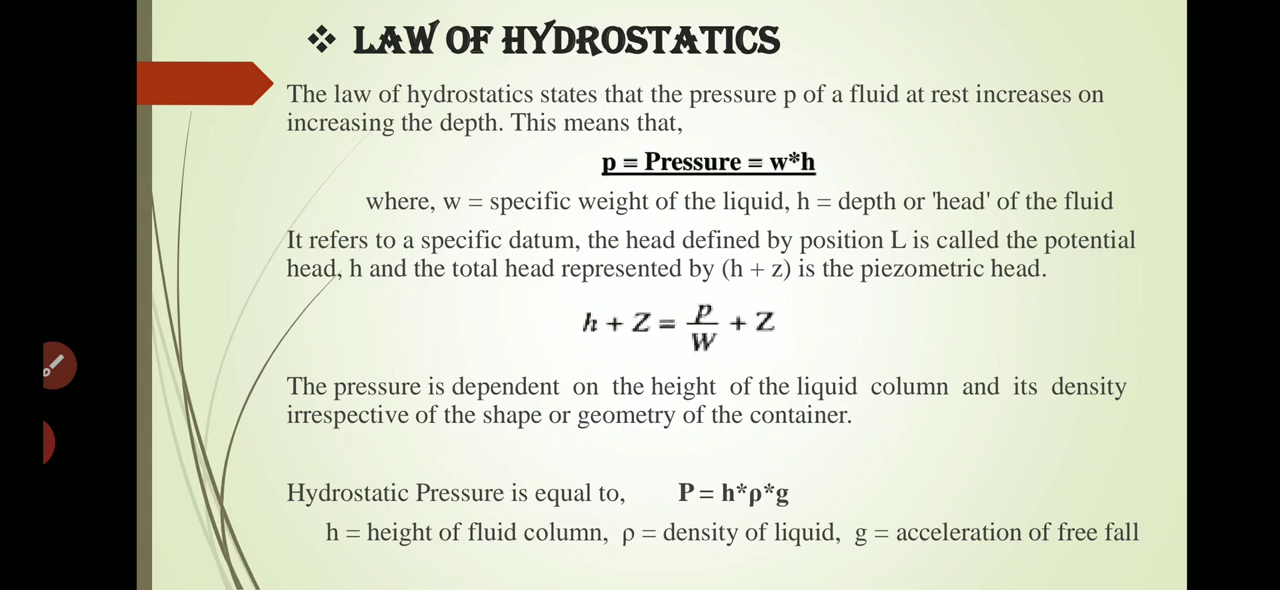 ❖ LAW OF HYDROSTATICS
The law of hydrostatics states that the pressure p of a fluid at rest increases on
increasing the depth. This means that,
p = Pressure = w*h
where, w = specific weight of the liquid, h = depth or 'head' of the fluid
It refers to a specific datum, the head defined by position L is called the potential
head, h and the total head represented by (h + z) is the piezometric head.
h + Z = P/W + Z
The pressure is dependent on the height of the liquid column and its density
irrespective of the shape or geometry of the container.
Hydrostatic Pressure is equal to, P = h*ρ*g
h = height of fluid column, ρ = density of liquid, g = acceleration of free fall